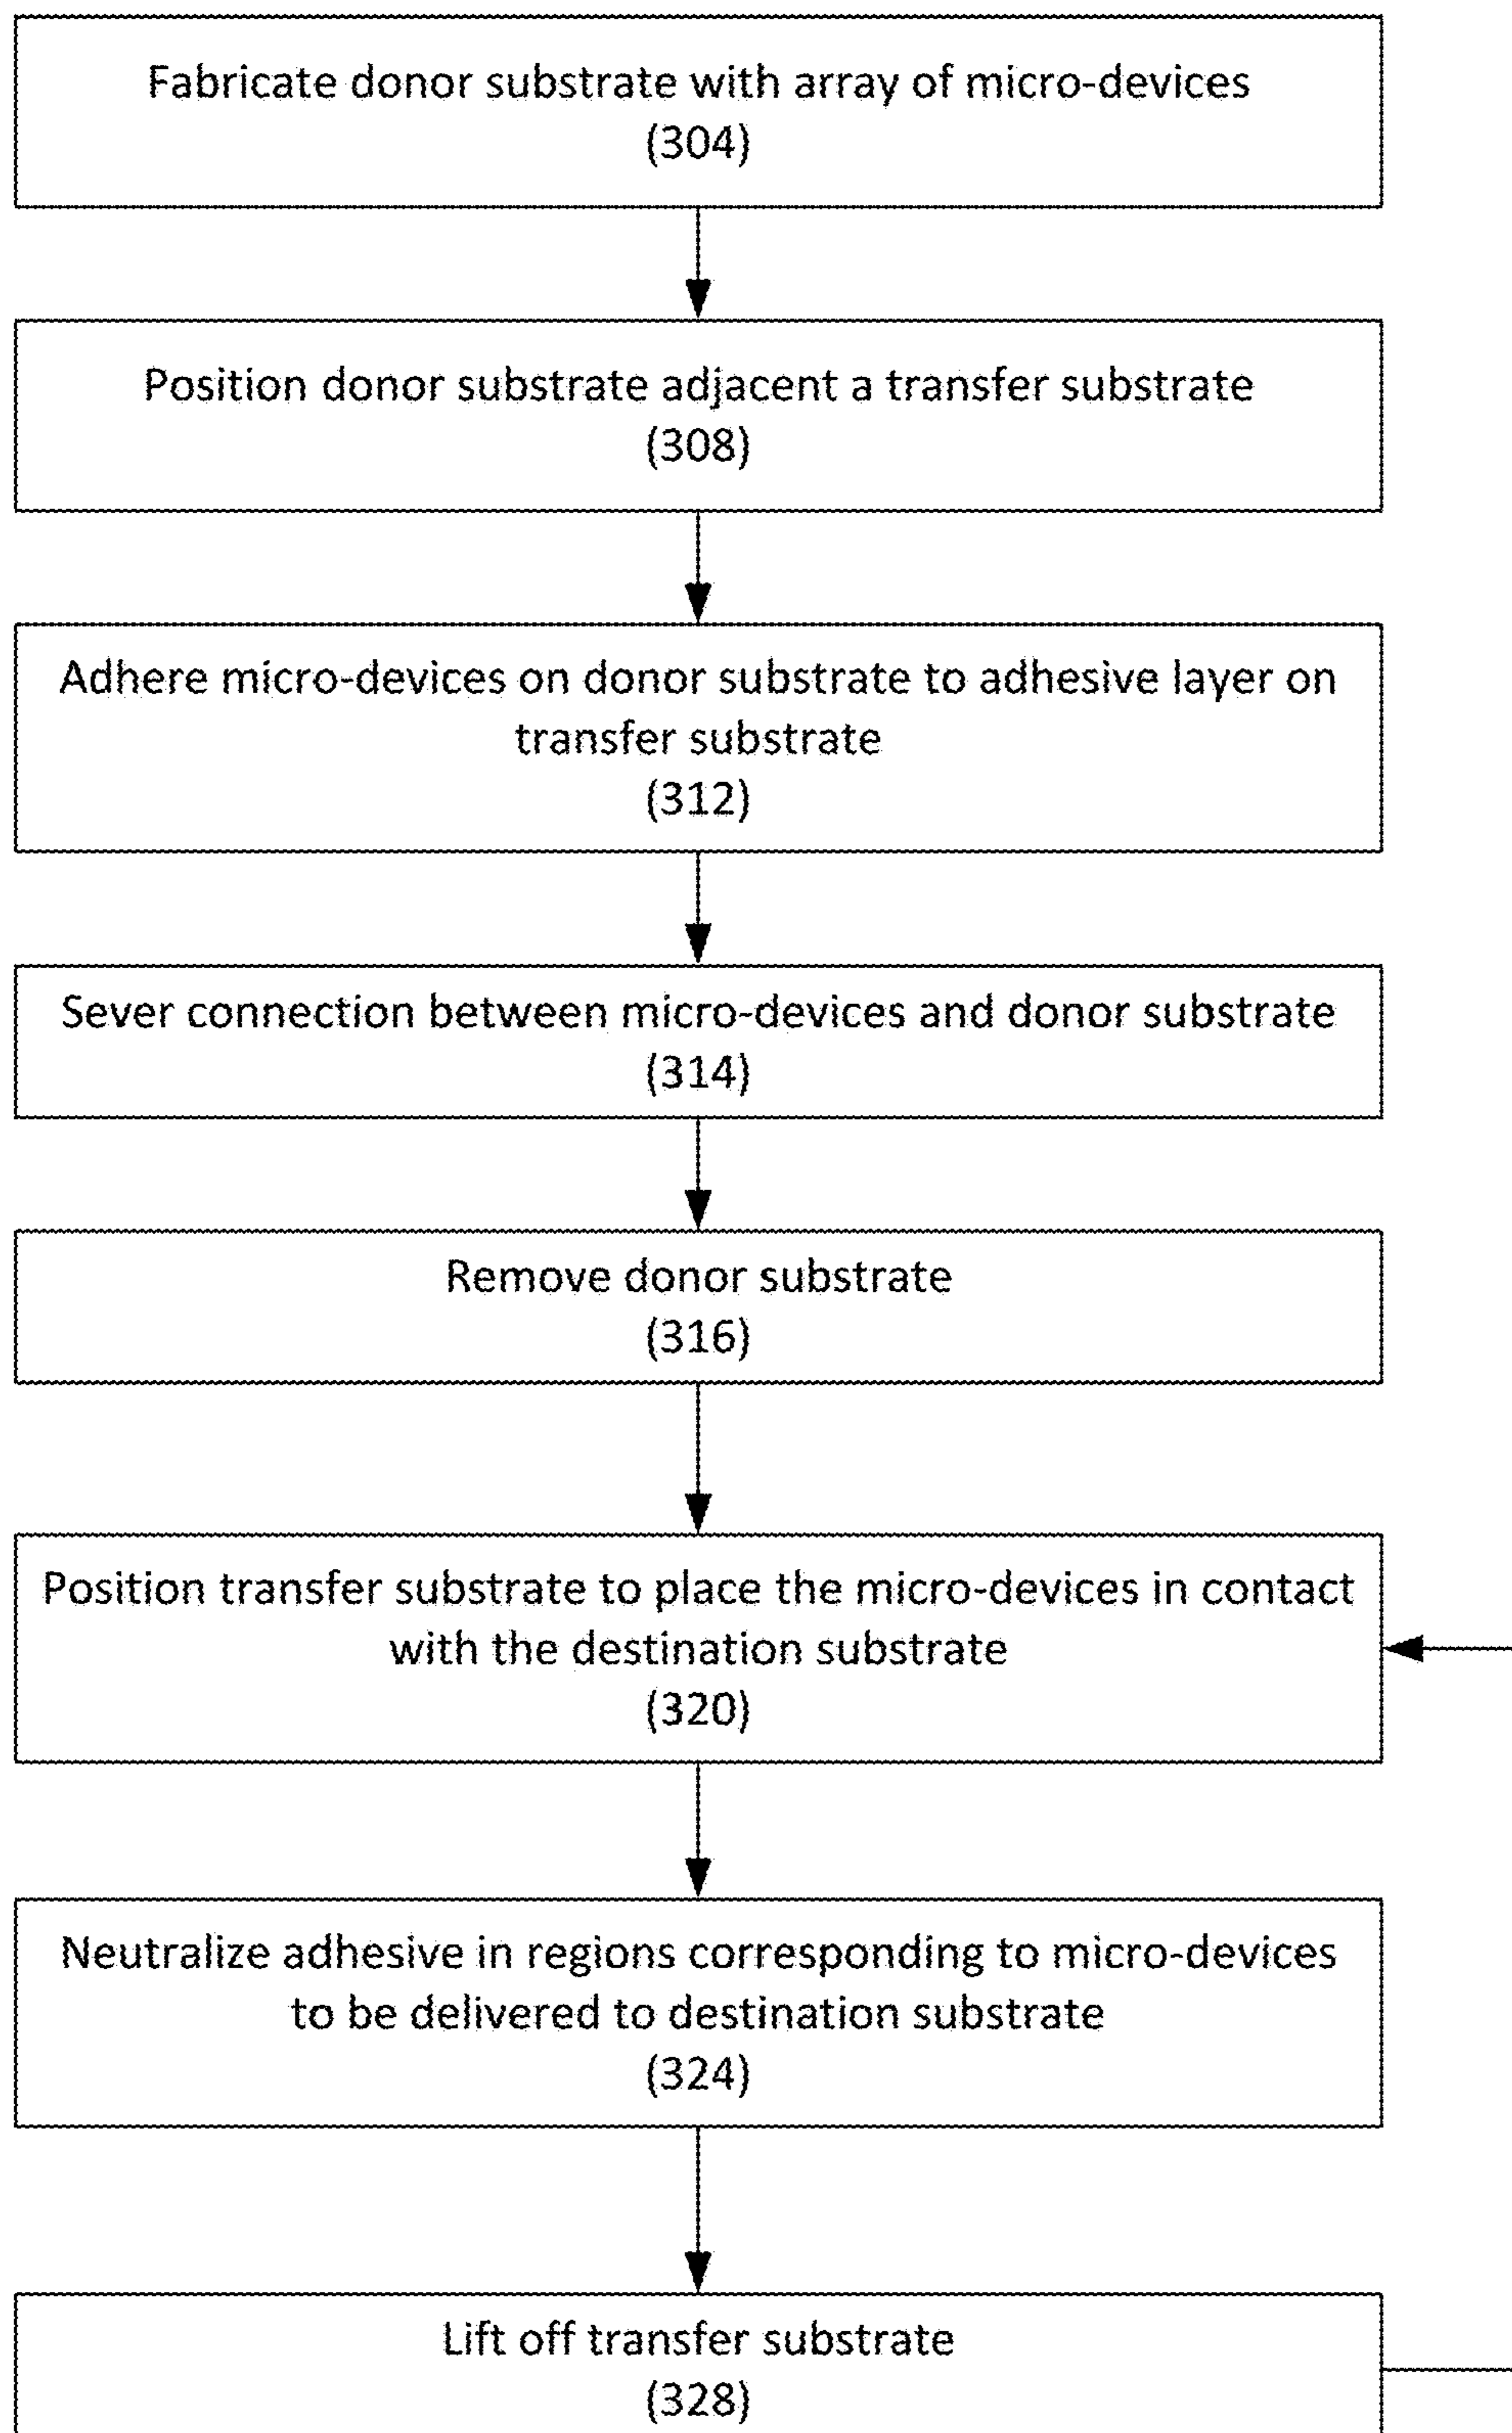 Fabricate donor substrate with array of micro-devices
(304)
Position donor substrate adjacent a transfer substrate
(308)
Adhere micro-devices on donor substrate to adhesive layer on
transfer substrate
(312)
Sever connection between micro-devices and donor substrate
(314)
Remove donor substrate
(316)
Position transfer substrate to place the micro-devices in contact
with the destination substrate
(320)
Neutralize adhesive in regions corresponding to micro-devices
to be delivered to destination substrate
(324)
Lift off transfer substrate
(328)